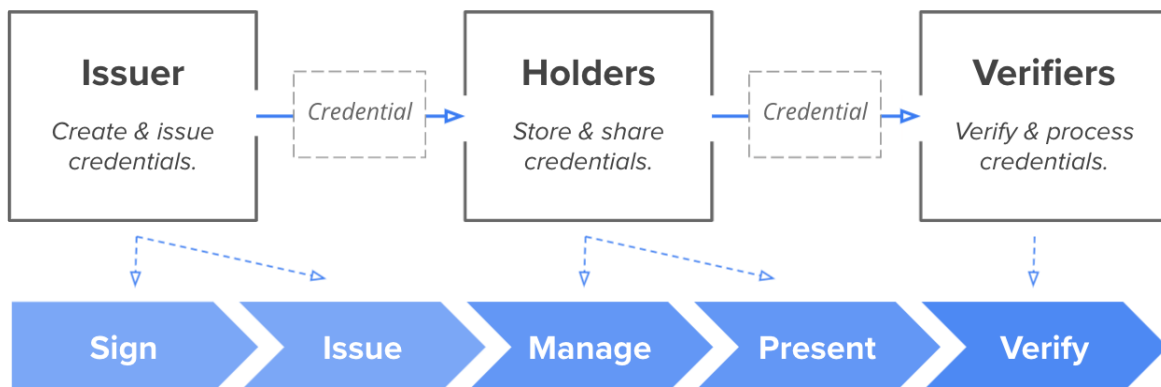 Issuer
Create & issue
credentials.
Credential
Holders
Store & share
credentials.
Credential
Verifiers
Verify & process
credentials.
Sign
Issue
Manage
Present
Verify